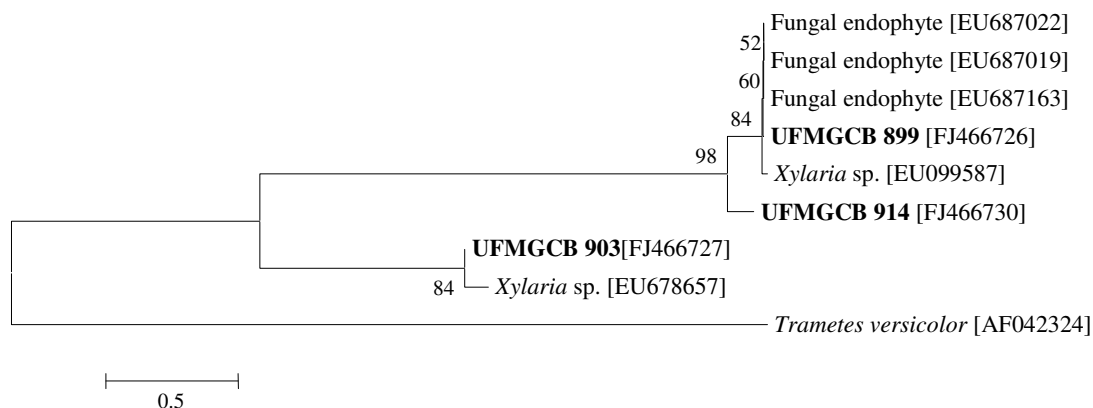 Fungal endophyte [EU687022]
52
Fungal endophyte [EU687019]
60
Fungal endophyte [EU687163]
84
UFMGCB 899 [FJ466726]
98
Xylaria sp. [EU099587]
UFMGCB 914 [FJ466730]
UFMGCB 903[FJ466727]
84
Xylaria sp. [EU678657]
Trametes versicolor [AF042324]
0.5